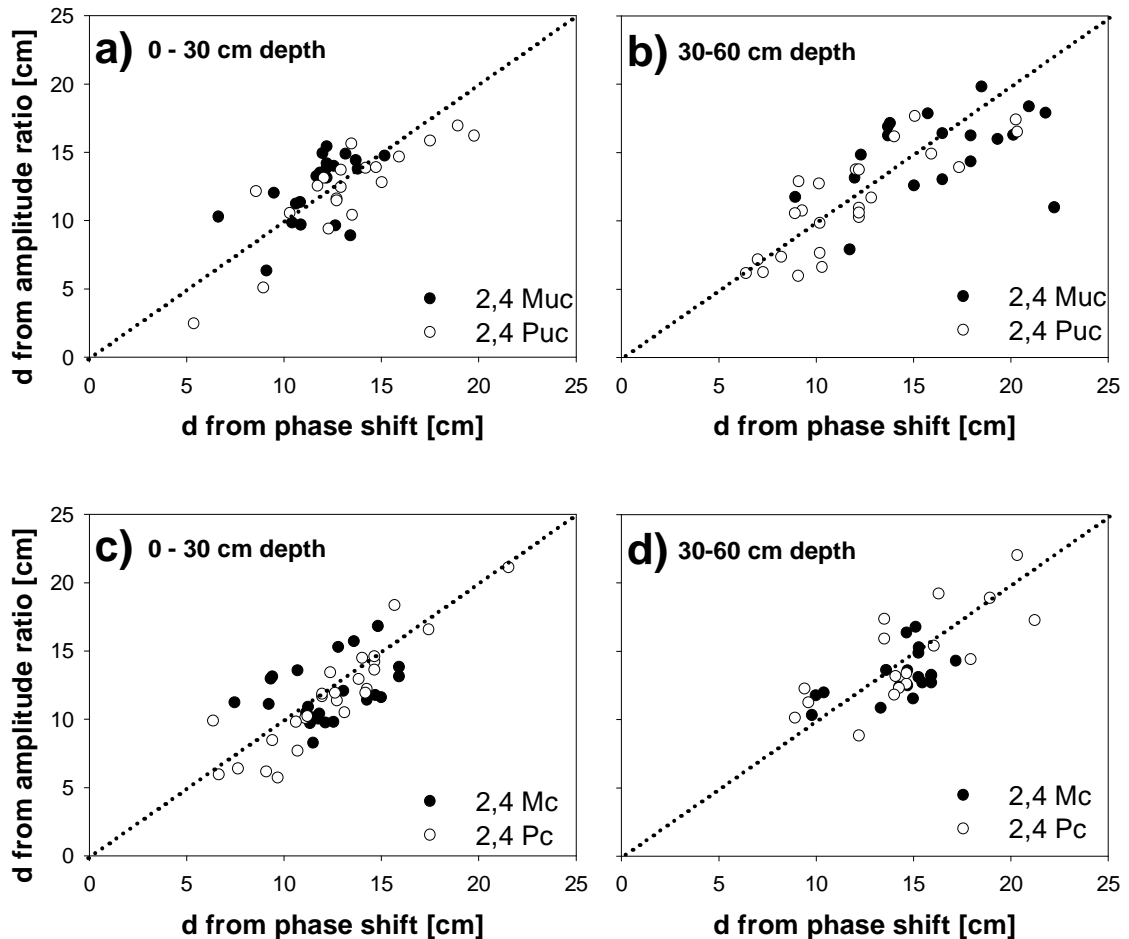 a) 0 - 30 cm depth
d from amplitude ratio [cm]
25
20
15
10
5
0
2,4 Muc
2,4 Puc
0 5 10 15 20 25
d from phase shift [cm]
b) 30-60 cm depth
2,4 Muc
2,4 Puc
0 5 10 15 20 25
d from phase shift [cm]
c) 0 - 30 cm depth
d from amplitude ratio [cm]
25
20
15
10
5
0
2,4 Mc
2,4 Pc
0 5 10 15 20 25
d from phase shift [cm]
d) 30-60 cm depth
2,4 Mc
2,4 Pc
0 5 10 15 20 25
d from phase shift [cm]